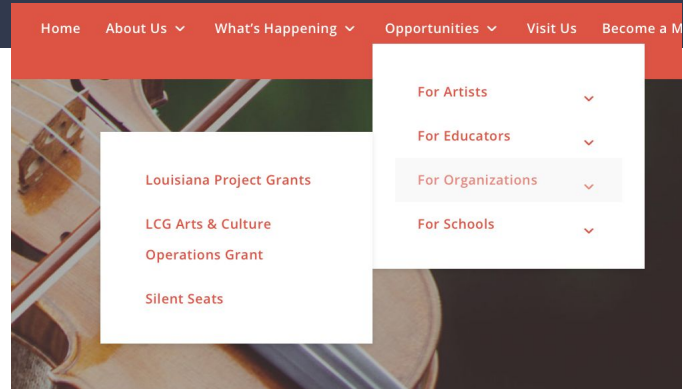 Home About Us What's Happening Opportunities Visit Us Become a M
For Artists
For Educators
For Organizations
For Schools
Louisiana Project Grants
LCG Arts & Culture
Operations Grant
Silent Seats